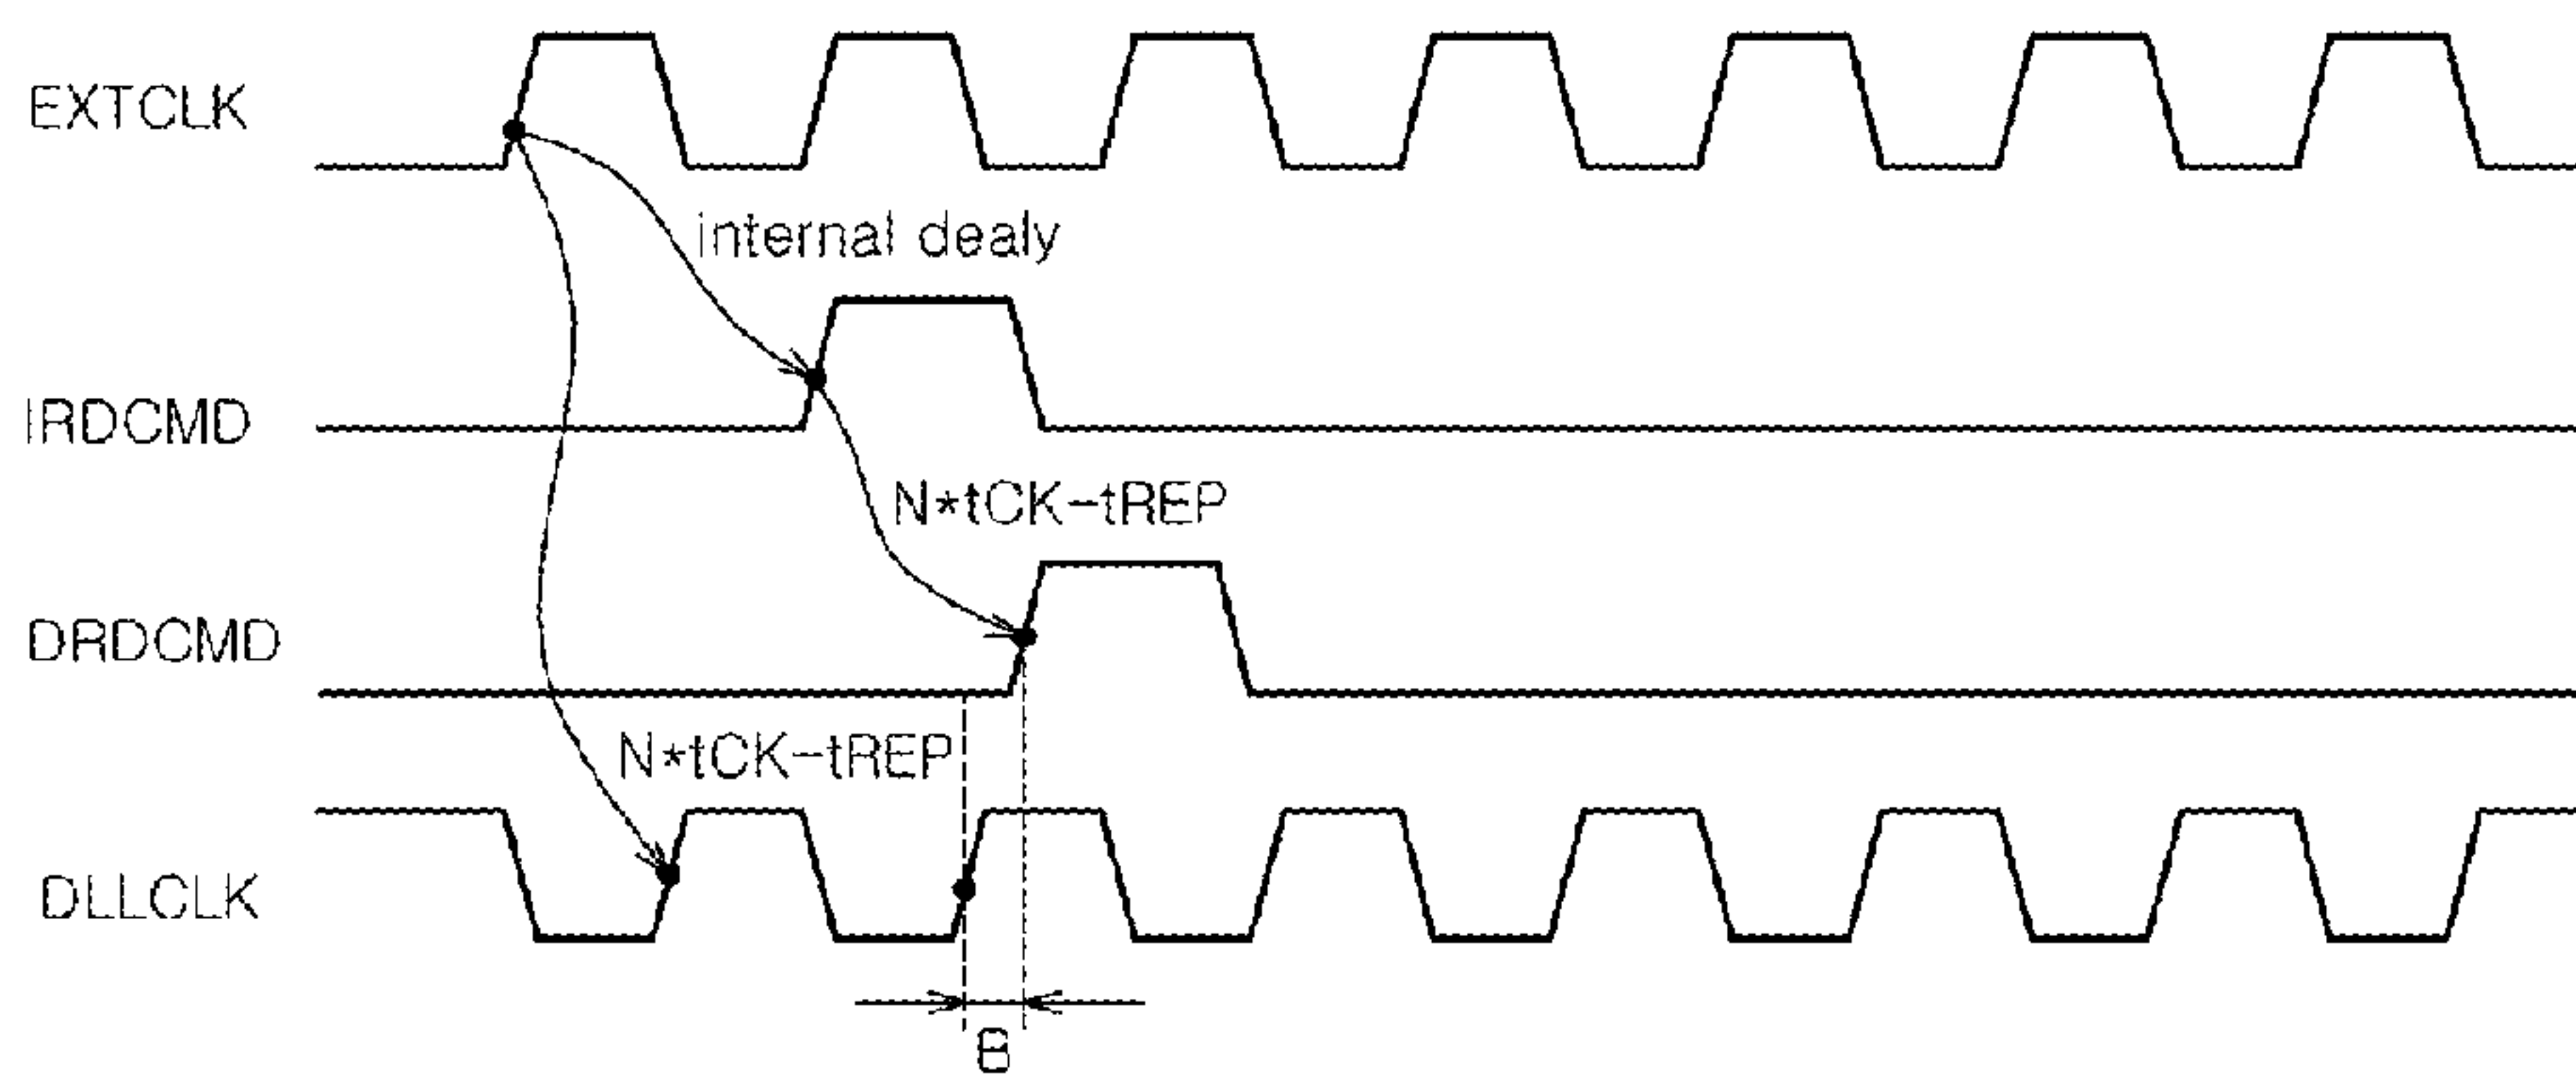 EXTCLK
internal dealy
IRDCMD
N*tCK-tREP
DRDCMD
N*tCK-tREP
DLLCLK
B